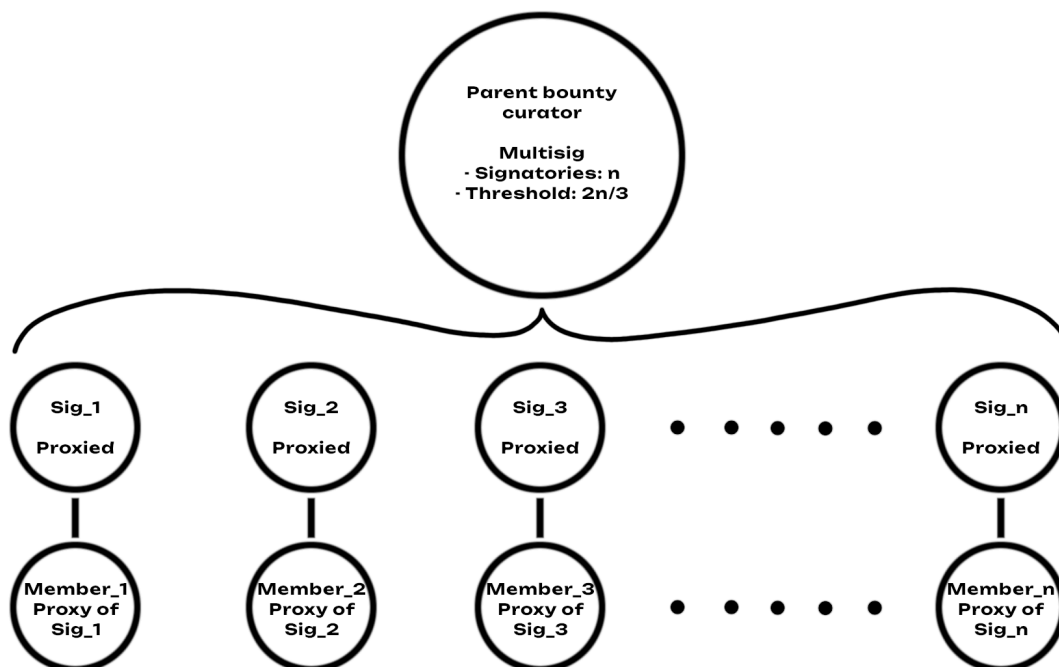 Parent bounty
curator
Multisig
- Signatories: n
- Threshold: 2n/3
Sig_1
Proxied
Sig_2
Proxied
Sig_3
Proxied
Sig_n
Proxied
Member_1
Proxy of
Sig_1
Member_2
Proxy of
Sig_2
Member_3
Proxy of
Sig_3
Member_n
Proxy of
Sig_n